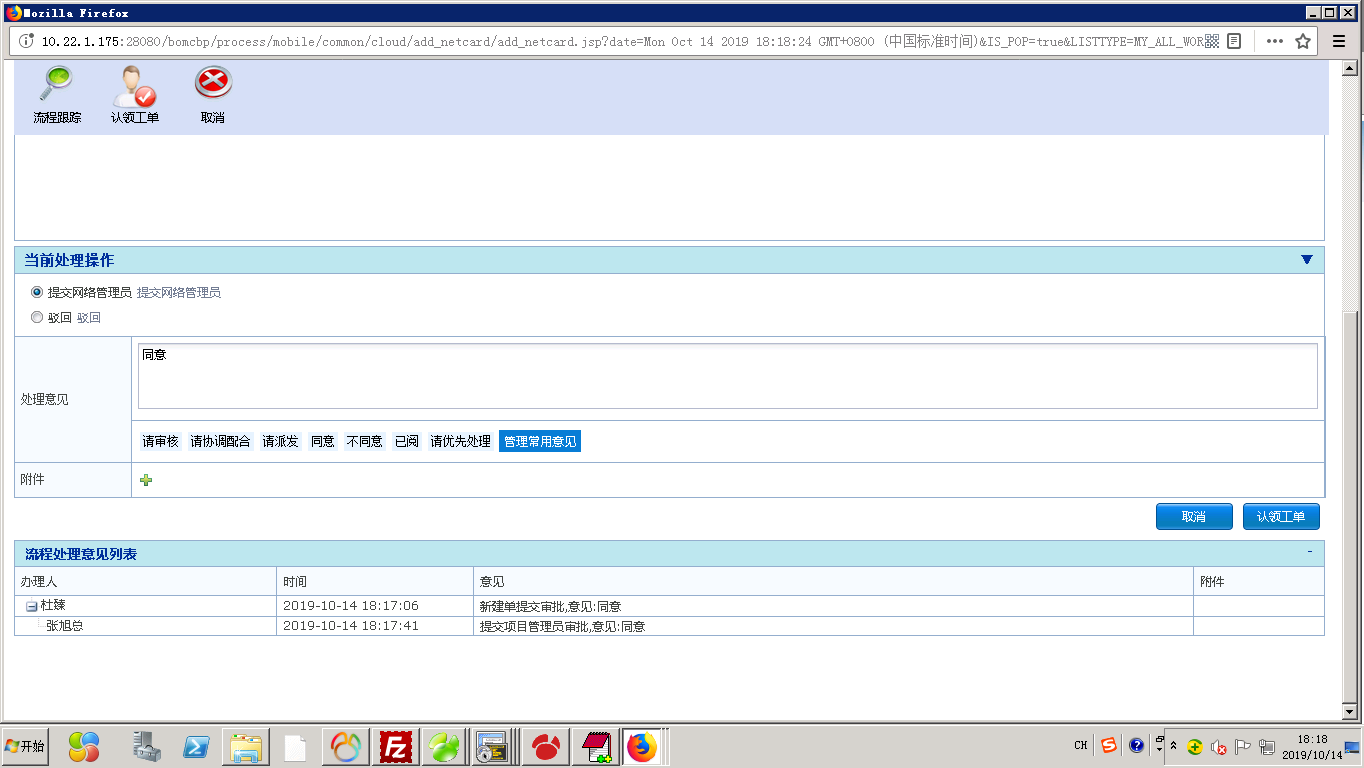 Mozilla Firefox
10.22.1.175:28080/bomcbp/process/mobile/common/cloud/add_netcard/add_netcard.jsp?date=Mon Oct 14 2019 18:18:24 GMT+0800 (中国标准时间)&IS_POP=true&LISTTYPE=MY_ALL_WOR
流程跟踪 认领工单 取消
当前处理操作
提交网络管理员 提交网络管理员
驳回 驳回
同意
处理意见
请审核 请协调配合 请派发 同意 不同意 已阅 请优先处理 管理常用意见
附件
取消 认领工单
流程处理意见列表 -
办理人 时间 意见 附件
杜臻 2019-10-14 18:17:06 新建单提交审批,意见:同意
张旭总 2019-10-14 18:17:41 提交项目管理员审批,意见:同意
开始 CH 18:18
2019/10/14